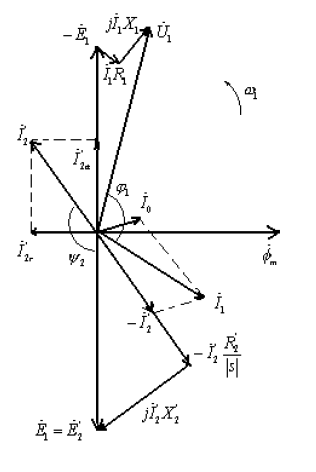 jİ₁X₁
U̇₁
−Ė₁
İ₁R₁
ω₁
İ'₂
İ'₂ₐ
φ₁
İ₀
İ'₂ᵣ
ψ₂
ϕ̇ₘ
−İ'₂
İ₁
−İ'₂ R'₂/|s|
jİ'₂X'₂
Ė₁ = Ė'₂